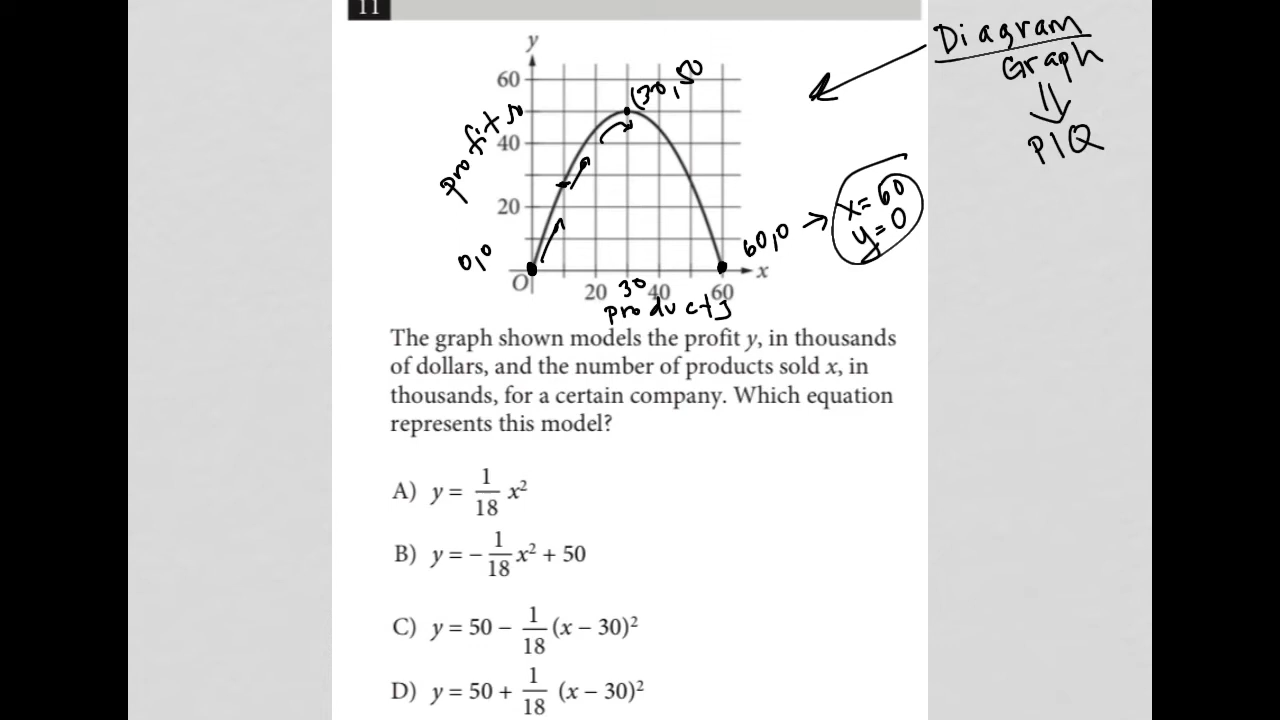 11
Diagram
Graph
P/Q
y
60
40
20
O
20
40
60
x
profit
(30,50
0,0
60,0
x=60
y=0
30
products
The graph shown models the profit y, in thousands
of dollars, and the number of products sold x, in
thousands, for a certain company. Which equation
represents this model?
A) y = 1/18 x²
B) y = − 1/18 x² + 50
C) y = 50 − 1/18 (x − 30)²
D) y = 50 + 1/18 (x − 30)²